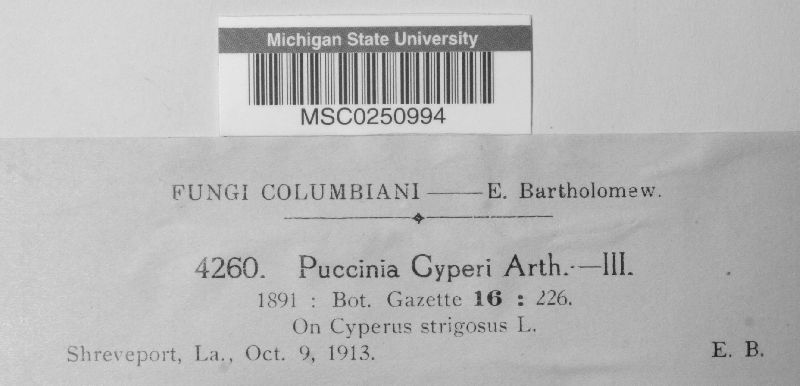 Michigan State University
MSC0250994
FUNGI COLUMBIANI — E. Bartholomew.
4260. Puccinia Cyperi Arth.—III.
1891 : Bot. Gazette 16 : 226.
On Cyperus strigosus L.
Shreveport, La., Oct. 9, 1913. E. B.